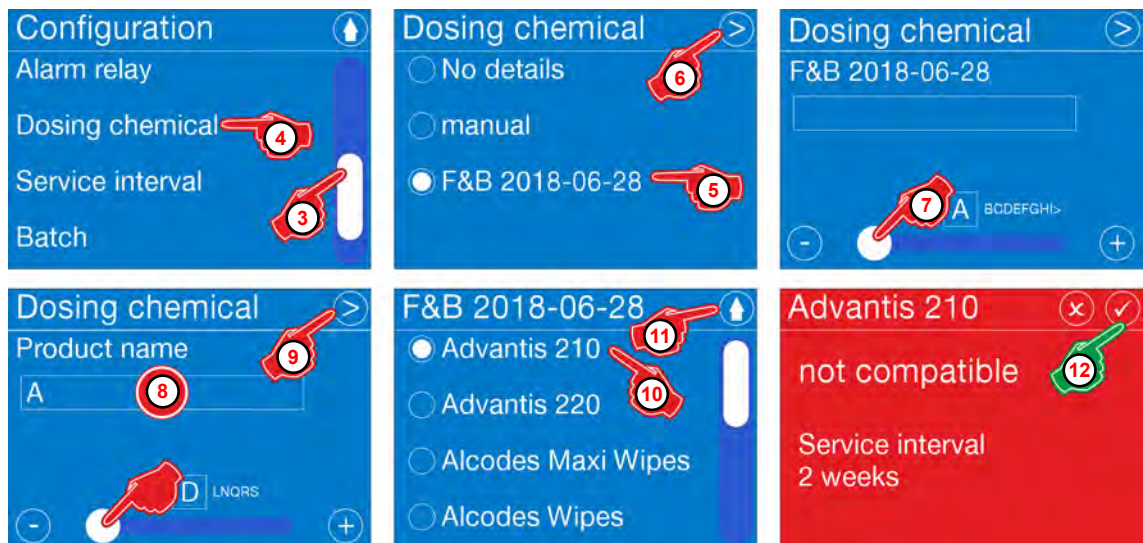 Configuration
Alarm relay
Dosing chemical
4
Service interval
3
Batch
Dosing chemical >
No details
6
manual
F&B 2018-06-28
5
Dosing chemical >
F&B 2018-06-28
7
A BCDEFGHI>
- +
Dosing chemical >
Product name
9
A
8
D LNQRS
- +
F&B 2018-06-28
11
Advantis 210
10
Advantis 220
Alcodes Maxi Wipes
Alcodes Wipes
Advantis 210 x ✓
not compatible
12
Service interval
2 weeks